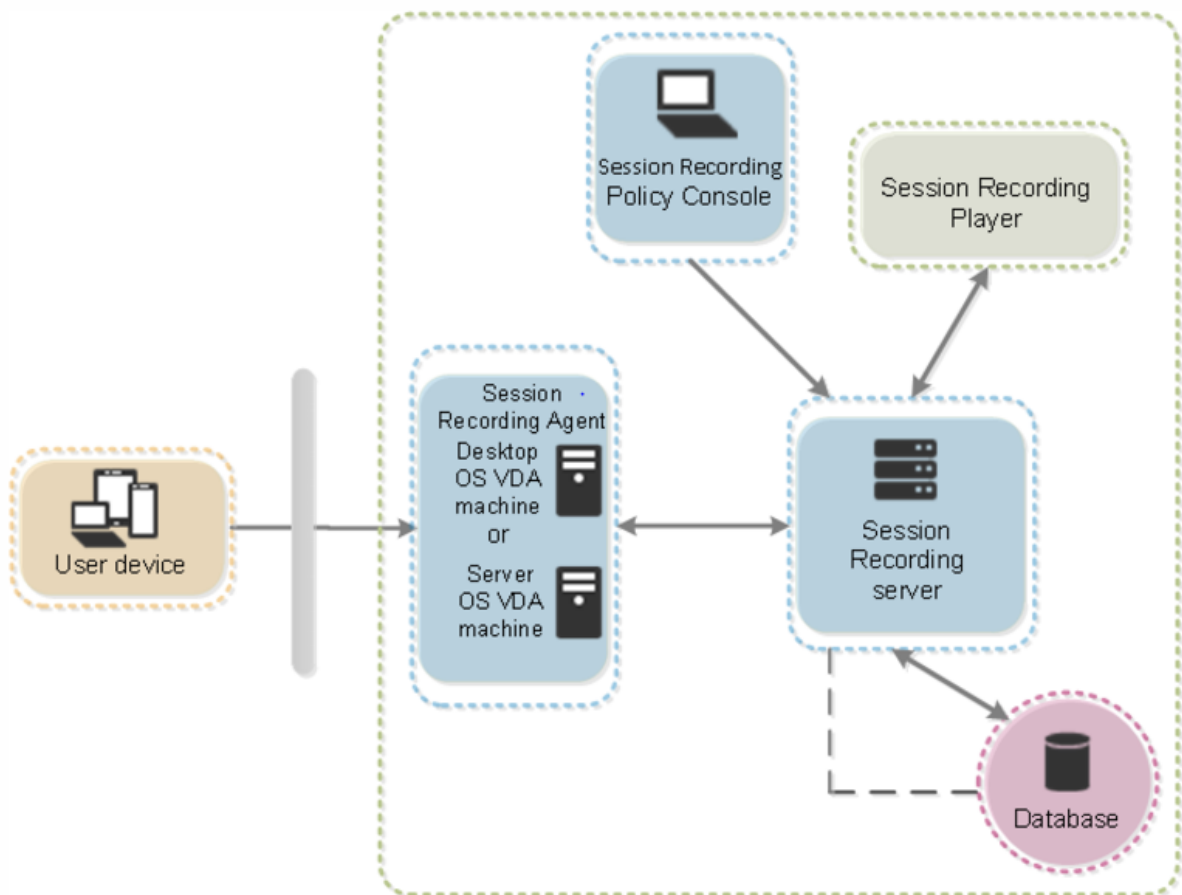 Session Recording
Policy Console
Session Recording
Player
Session
Recording Agent
Desktop
OS VDA
machine
or
Server
OS VDA
machine
User device
Session
Recording
server
Database